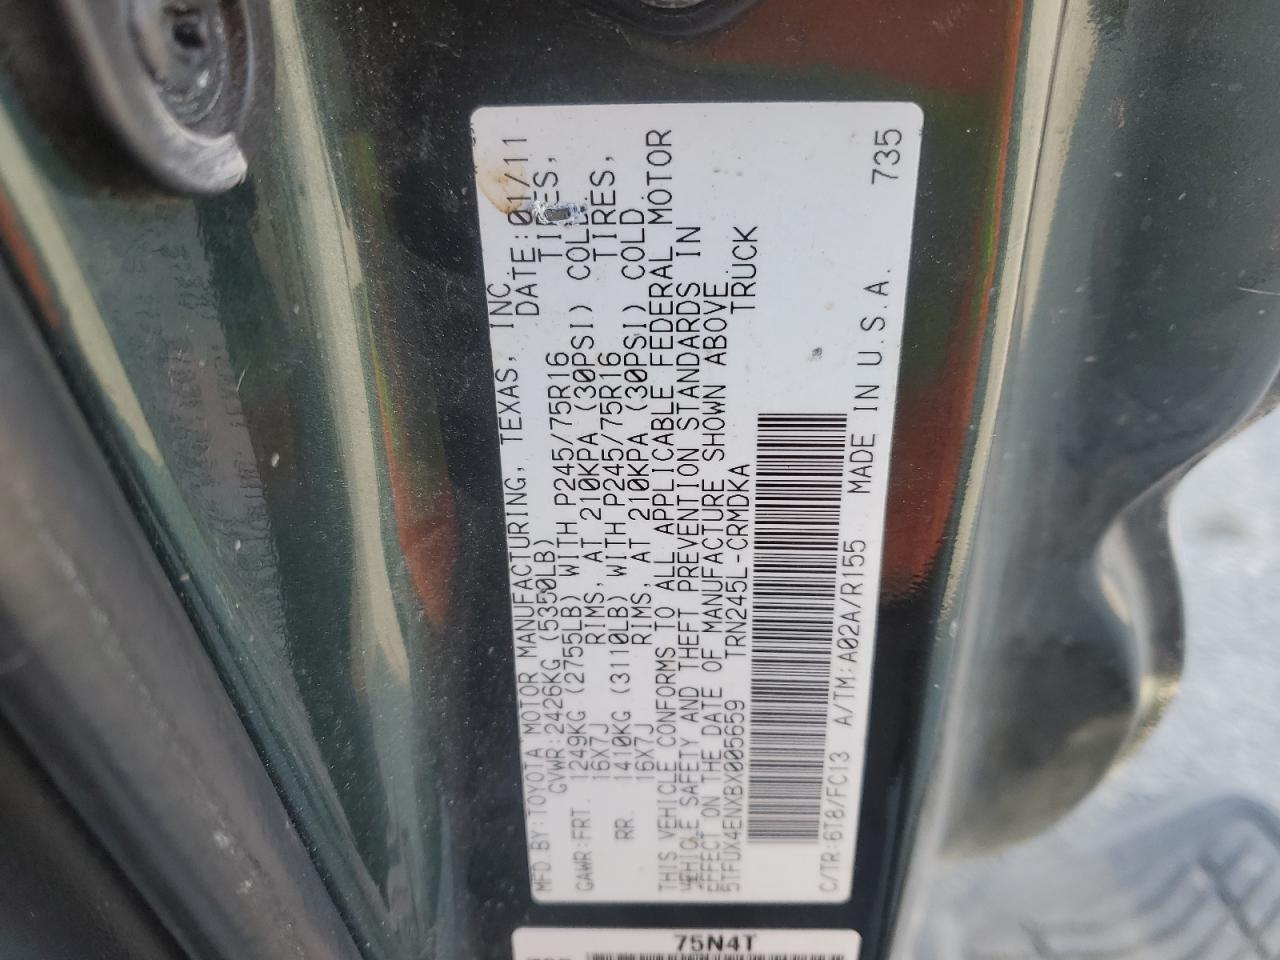 MFD.BY:TOYOTA MOTOR MANUFACTURING, TEXAS, INC.
GVWR:2426KG (5350LB) DATE:01/11
GAWR:FRT. 1249KG (2755LB) WITH P245/75R16 TIRES,
16X7J RIMS, AT 210KPA (30PSI) COLD
RR. 1410KG (3110LB) WITH P245/75R16 TIRES,
16X7J RIMS, AT 210KPA (30PSI) COLD
THIS VEHICLE CONFORMS TO ALL APPLICABLE FEDERAL MOTOR
VEHICLE SAFETY AND THEFT PREVENTION STANDARDS IN
EFFECT ON THE DATE OF MANUFACTURE SHOWN ABOVE.
5TFUX4ENXBX005659 TRN245L-CRMDKA TRUCK
C/TR:6T8/FC13 A/TM:A02A/R155 MADE IN U.S.A. 735
75N4T